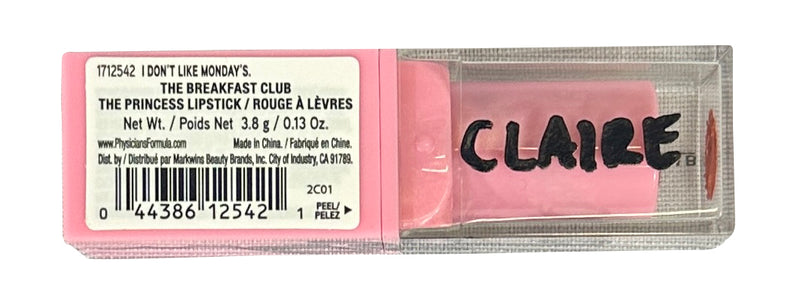 1712542 I DON'T LIKE MONDAY'S.
THE BREAKFAST CLUB
THE PRINCESS LIPSTICK / ROUGE À LÈVRES
Net Wt. / Poids Net 3.8 g / 0.13 Oz.
www.PhysiciansFormula.com Made in China. / Fabriqué en Chine.
Dist. by / Distribué par Markwins Beauty Brands, Inc. City of Industry, CA 91789.
2C01
0 44386 12542 1
PEEL/
PELEZ
CLAIRE